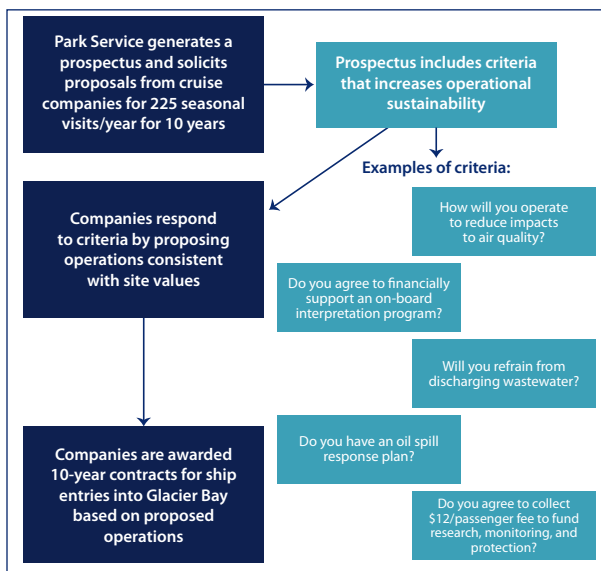 Park Service generates a
prospectus and solicits
proposals from cruise
companies for 225 seasonal
visits/year for 10 years
Prospectus includes criteria
that increases operational
sustainability
Examples of criteria:
How will you operate
to reduce impacts
to air quality?
Companies respond
to criteria by proposing
operations consistent
with site values
Do you agree to financially
support an on-board
interpretation program?
Will you refrain from
discharging wastewater?
Do you have an oil spill
response plan?
Companies are awarded
10-year contracts for ship
entries into Glacier Bay
based on proposed
operations
Do you agree to collect
$12/passenger fee to fund
research, monitoring, and
protection?